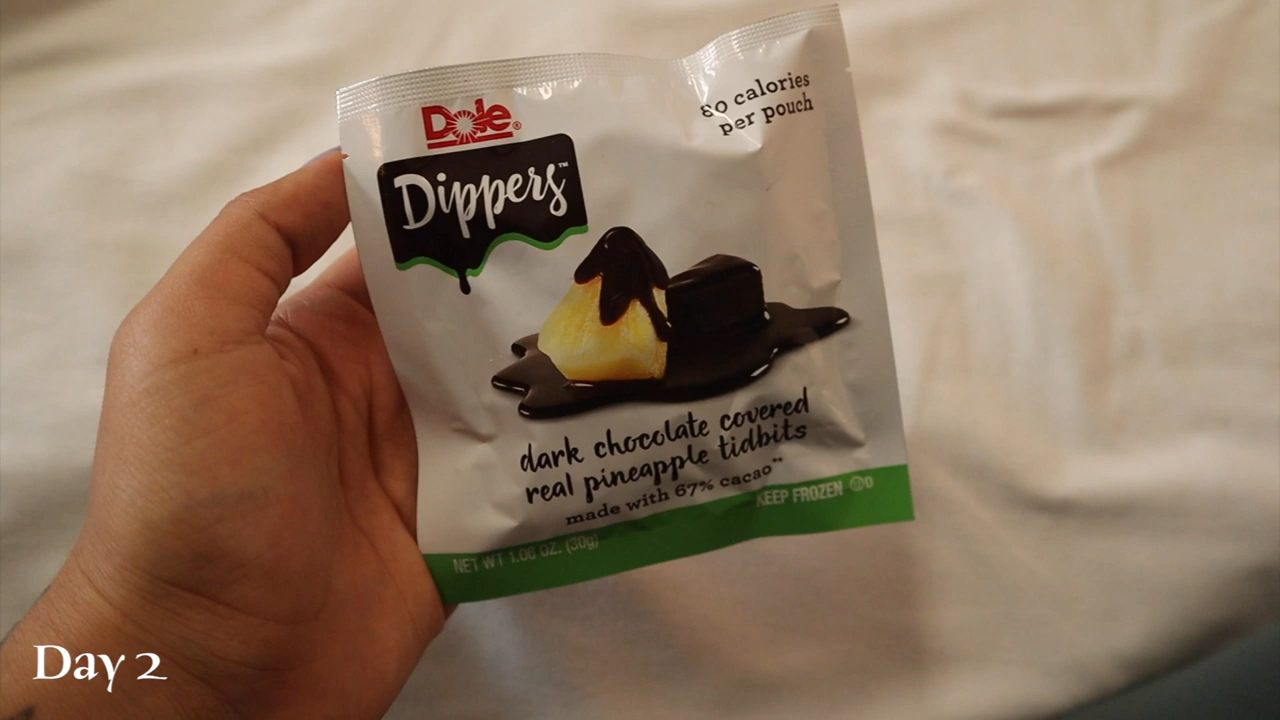 Dole®
80 calories
per pouch
Dippers™
dark chocolate covered
real pineapple tidbits
made with 67% cacao**
KEEP FROZEN
NET WT 1.06 OZ. (30g)
Day 2